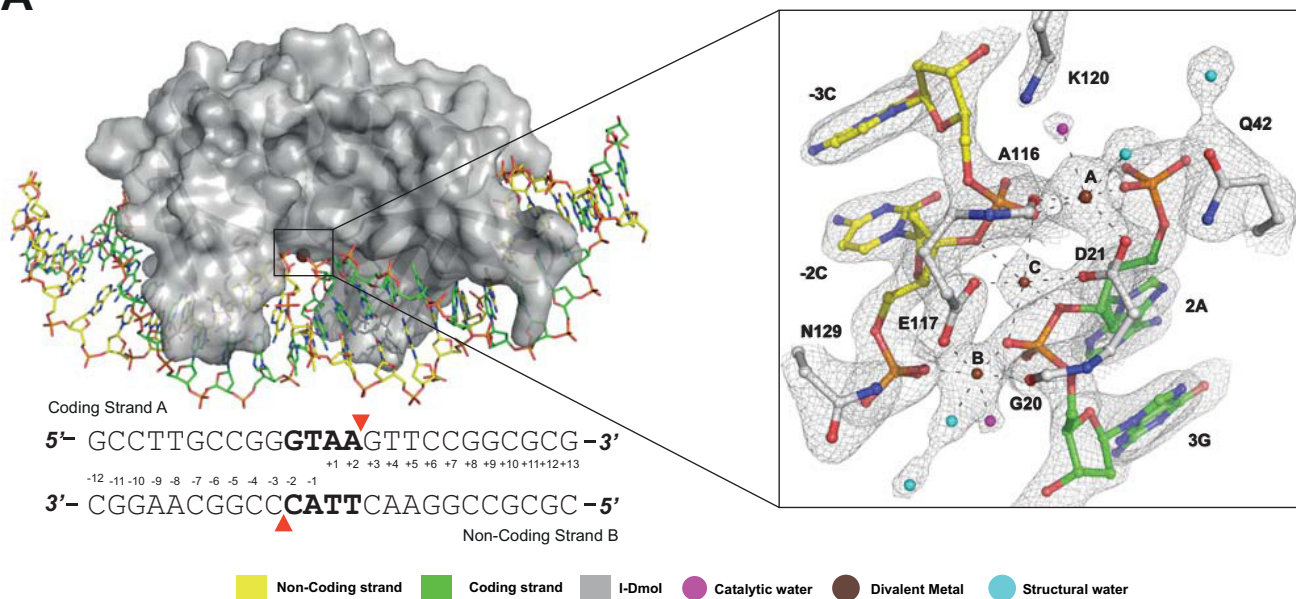 A
K120
-3C
Q42
A116
A
D21
C
-2C
2A
E117
N129
B
G20
3G
Coding Strand A
5′– GCCTTGCCGGGTAAGTTCCGGCGCG –3′
+1 +2 +3 +4 +5 +6 +7 +8 +9 +10 +11 +12 +13
-12 -11 -10 -9 -8 -7 -6 -5 -4 -3 -2 -1
3′– CGGAACGGCCCATTCAAGGCCGCGC –5′
Non-Coding Strand B
Non-Coding strand Coding strand I-Dmol Catalytic water Divalent Metal Structural water